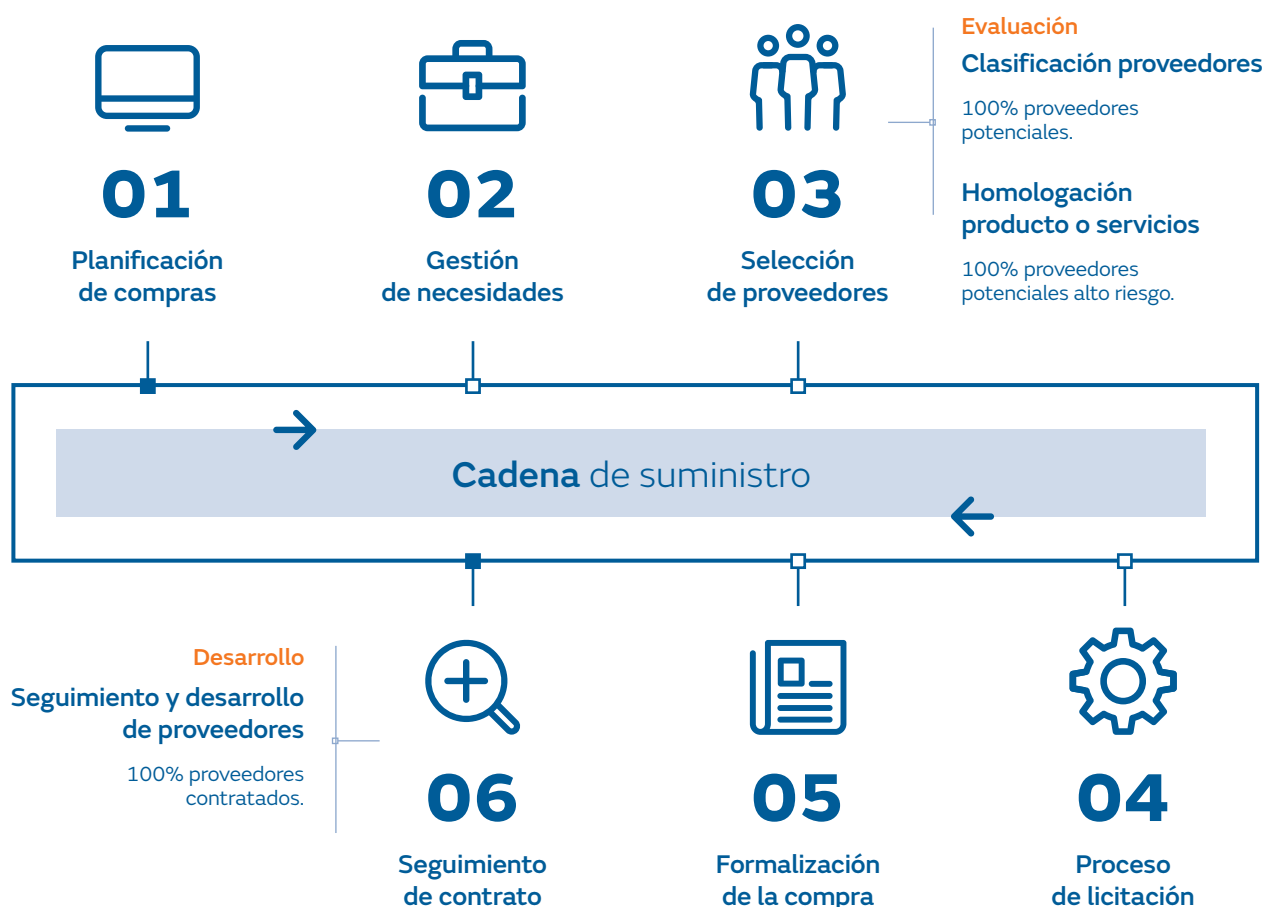 01
Planificación
de compras
02
Gestión
de necesidades
03
Selección
de proveedores
Evaluación
Clasificación proveedores
100% proveedores
potenciales.
Homologación
producto o servicios
100% proveedores
potenciales alto riesgo.
Cadena de suministro
Desarrollo
Seguimiento y desarrollo
de proveedores
100% proveedores
contratados.
06
Seguimiento
de contrato
05
Formalización
de la compra
04
Proceso
de licitación